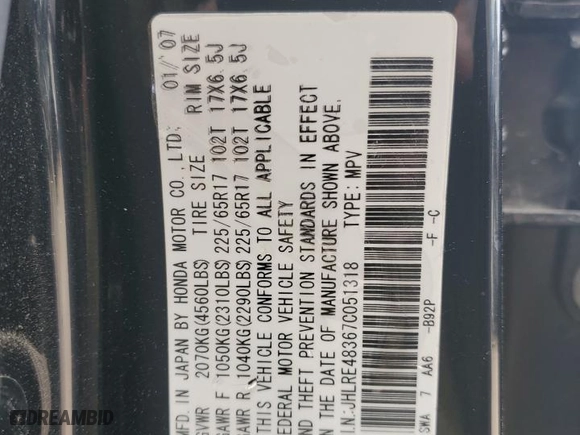 MFD. IN JAPAN BY HONDA MOTOR CO., LTD: 01/'07
GVWR 2070KG(4560LBS) TIRE SIZE RIM SIZE
GAWR F 1050KG(2310LBS) 225/65R17 102T 17X6.5J
GAWR R 1040KG(2290LBS) 225/65R17 102T 17X6.5J
THIS VEHICLE CONFORMS TO ALL APPLICABLE
FEDERAL MOTOR VEHICLE SAFETY
AND THEFT PREVENTION STANDARDS IN EFFECT
ON THE DATE OF MANUFACTURE SHOWN ABOVE.
IN:JHLRE48367C051318 TYPE: MPV
SWA 7 AA6 -B92P -F -C
DREAMBID